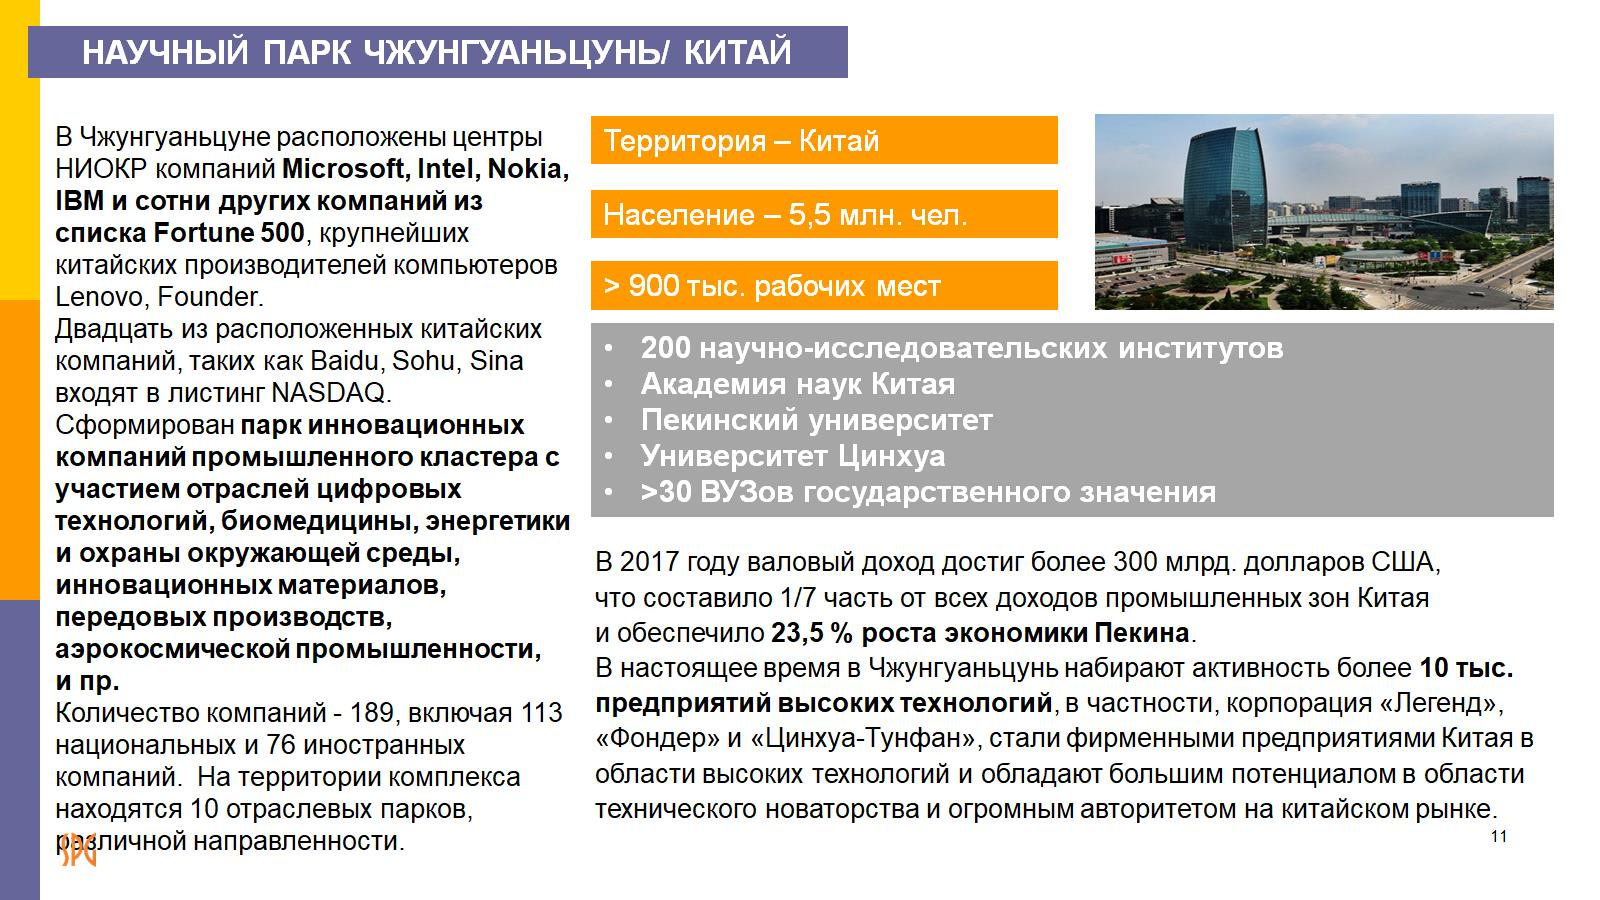 НАУЧНЫЙ ПАРК ЧЖУНГУАНЬЦУНЬ/ КИТАЙ
В Чжунгуаньцуне расположены центры
НИОКР компаний Microsoft, Intel, Nokia,
IBM и сотни других компаний из
списка Fortune 500, крупнейших
китайских производителей компьютеров
Lenovo, Founder.
Двадцать из расположенных китайских
компаний, таких как Baidu, Sohu, Sina
входят в листинг NASDAQ.
Сформирован парк инновационных
компаний промышленного кластера с
участием отраслей цифровых
технологий, биомедицины, энергетики
и охраны окружающей среды,
инновационных материалов,
передовых производств,
аэрокосмической промышленности,
и пр.
Количество компаний - 189, включая 113
национальных и 76 иностранных
компаний. На территории комплекса
находятся 10 отраслевых парков,
различной направленности.
SPG
Территория – Китай
Население – 5,5 млн. чел.
> 900 тыс. рабочих мест
• 200 научно-исследовательских институтов
• Академия наук Китая
• Пекинский университет
• Университет Цинхуа
• >30 ВУЗов государственного значения
В 2017 году валовый доход достиг более 300 млрд. долларов США,
что составило 1/7 часть от всех доходов промышленных зон Китая
и обеспечило 23,5 % роста экономики Пекина.
В настоящее время в Чжунгуаньцунь набирают активность более 10 тыс.
предприятий высоких технологий, в частности, корпорация «Легенд»,
«Фондер» и «Цинхуа-Тунфан», стали фирменными предприятиями Китая в
области высоких технологий и обладают большим потенциалом в области
технического новаторства и огромным авторитетом на китайском рынке.
11